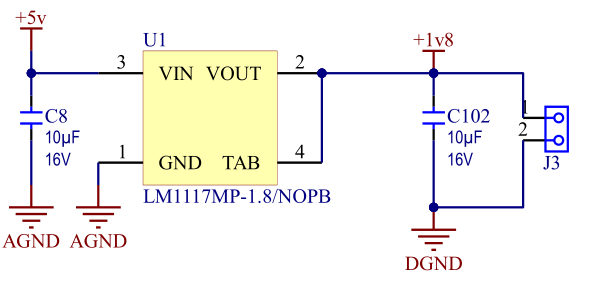 +5v
+1v8
U1
3
VIN
VOUT
2
C8
10µF
16V
C102
10µF
16V
1
2
J3
1
GND
TAB
4
LM1117MP-1.8/NOPB
AGND
AGND
DGND